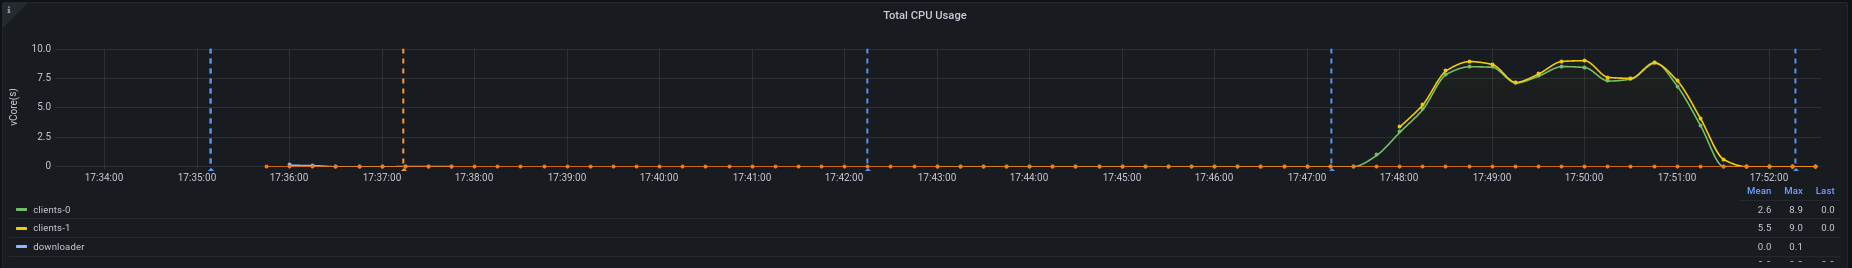 i
Total CPU Usage
vCore(s)
10.0
7.5
5.0
2.5
0
17:34:00 17:35:00 17:36:00 17:37:00 17:38:00 17:39:00 17:40:00 17:41:00 17:42:00 17:43:00 17:44:00 17:45:00 17:46:00 17:47:00 17:48:00 17:49:00 17:50:00 17:51:00 17:52:00
Mean Max Last
clients-0 2.6 8.9 0.0
clients-1 5.5 9.0 0.0
downloader 0.0 0.1